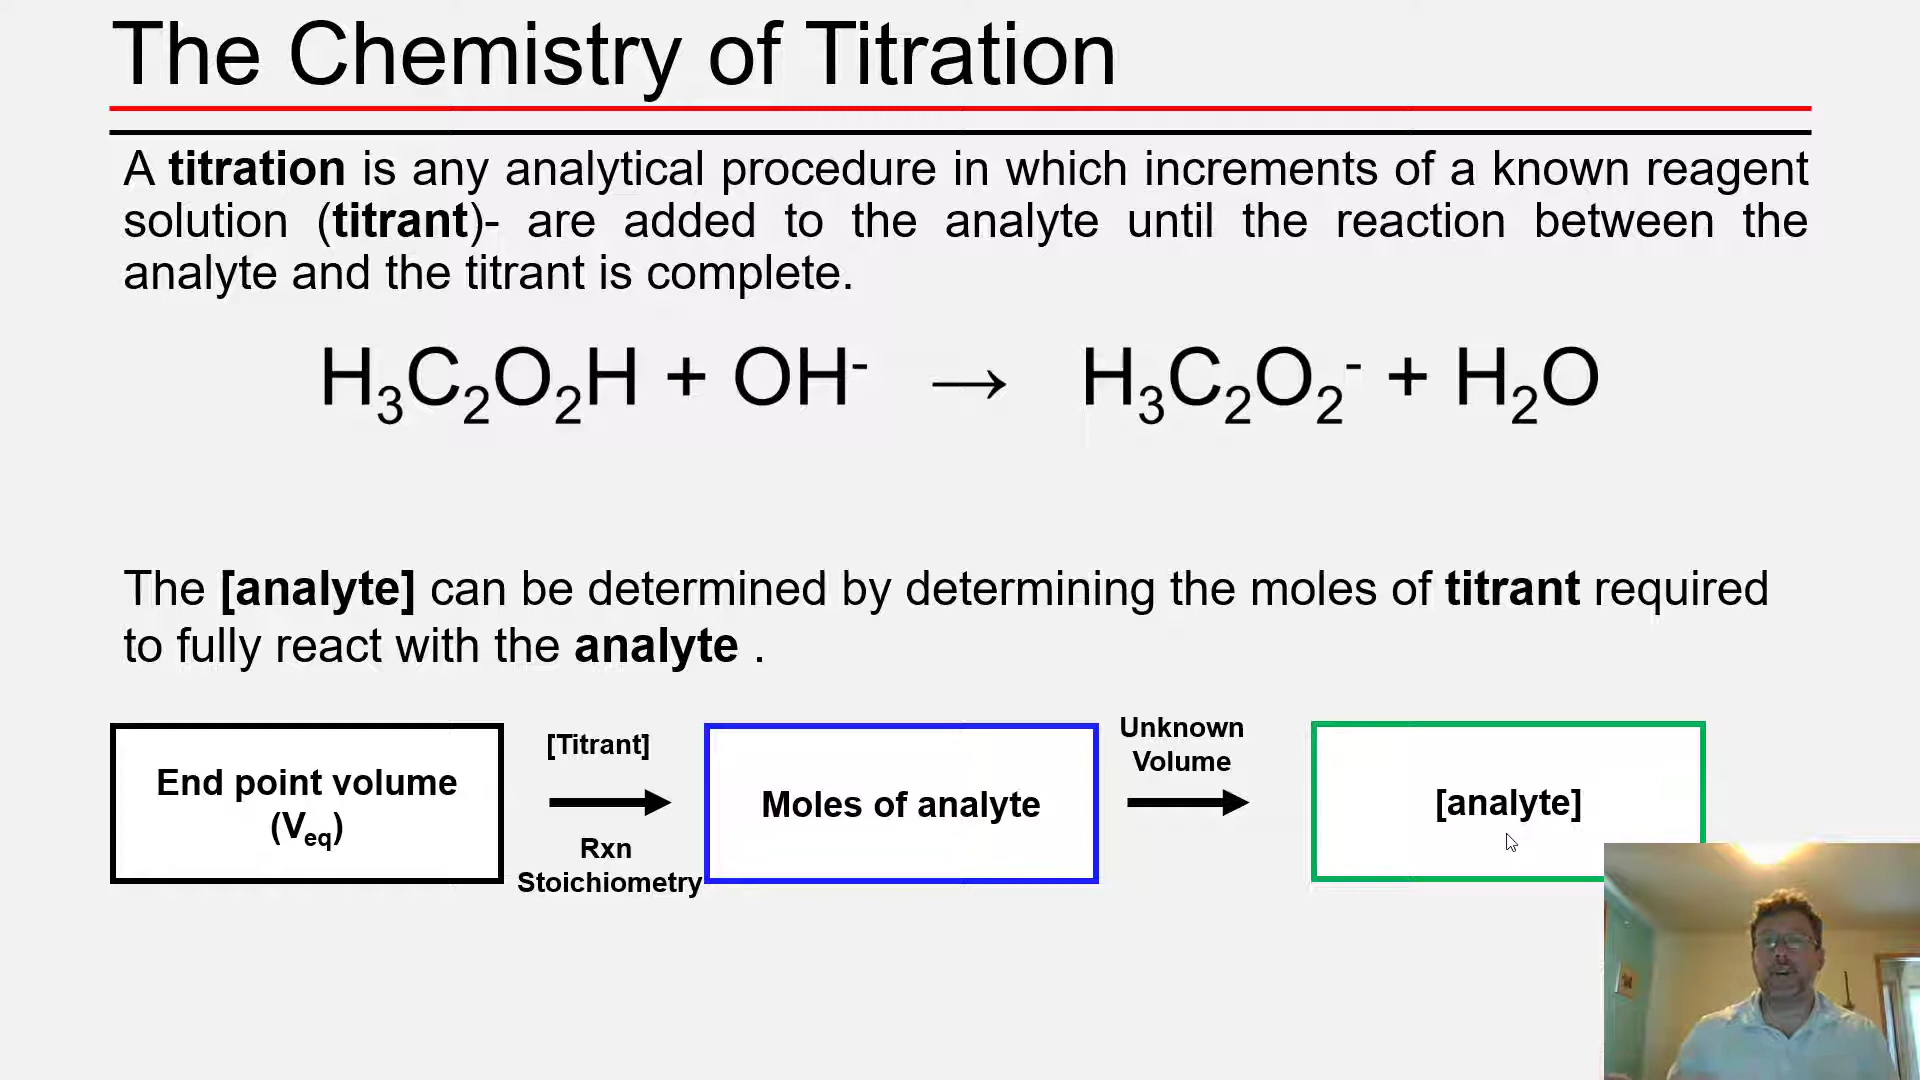 The Chemistry of Titration
A titration is any analytical procedure in which increments of a known reagent
solution (titrant)- are added to the analyte until the reaction between the
analyte and the titrant is complete.
H₃C₂O₂H + OH⁻ → H₃C₂O₂⁻ + H₂O
The [analyte] can be determined by determining the moles of titrant required
to fully react with the analyte .
End point volume
(Veq)
[Titrant]
Rxn
Stoichiometry
Moles of analyte
Unknown
Volume
[analyte]